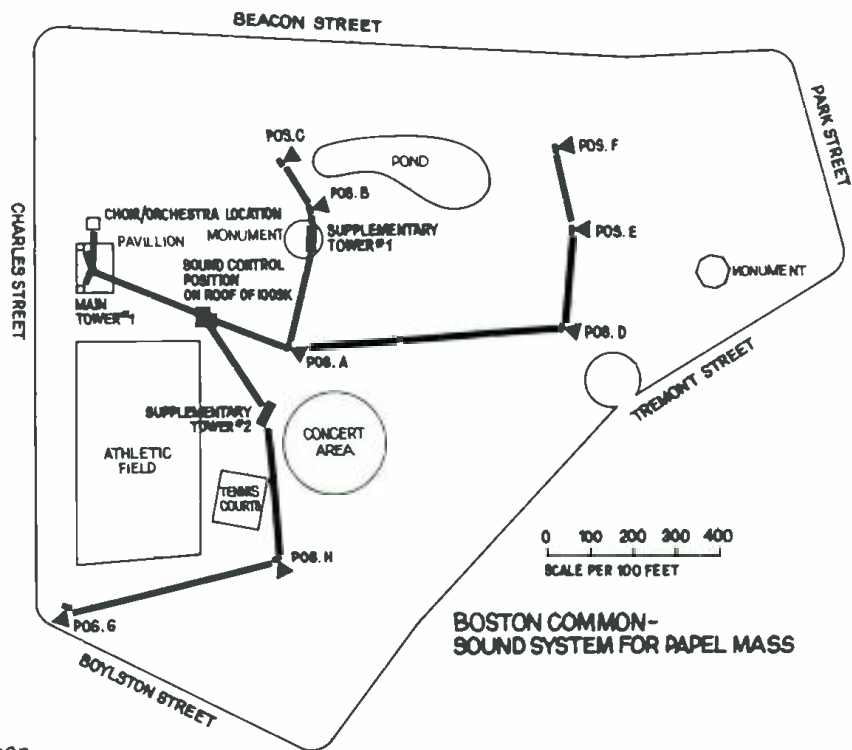 BEACON STREET
PARK STREET
POS. C
POND
POS. F
POS. B
CHOIR/ORCHESTRA LOCATION
PAVILLION
MONUMENT
SUPPLEMENTARY
TOWER #1
POS. E
CHARLES STREET
SOUND CONTROL
POSITION
ON ROOF OF KIOSK
MONUMENT
MAIN
TOWER #1
POS. D
POS. A
TREMONT STREET
SUPPLEMENTARY
TOWER #2
CONCERT
AREA
ATHLETIC
FIELD
TENNIS
COURTS
0 100 200 300 400
SCALE PER 100 FEET
POS. H
POS. G
BOSTON COMMON-
SOUND SYSTEM FOR PAPEL MASS
BOYLSTON STREET